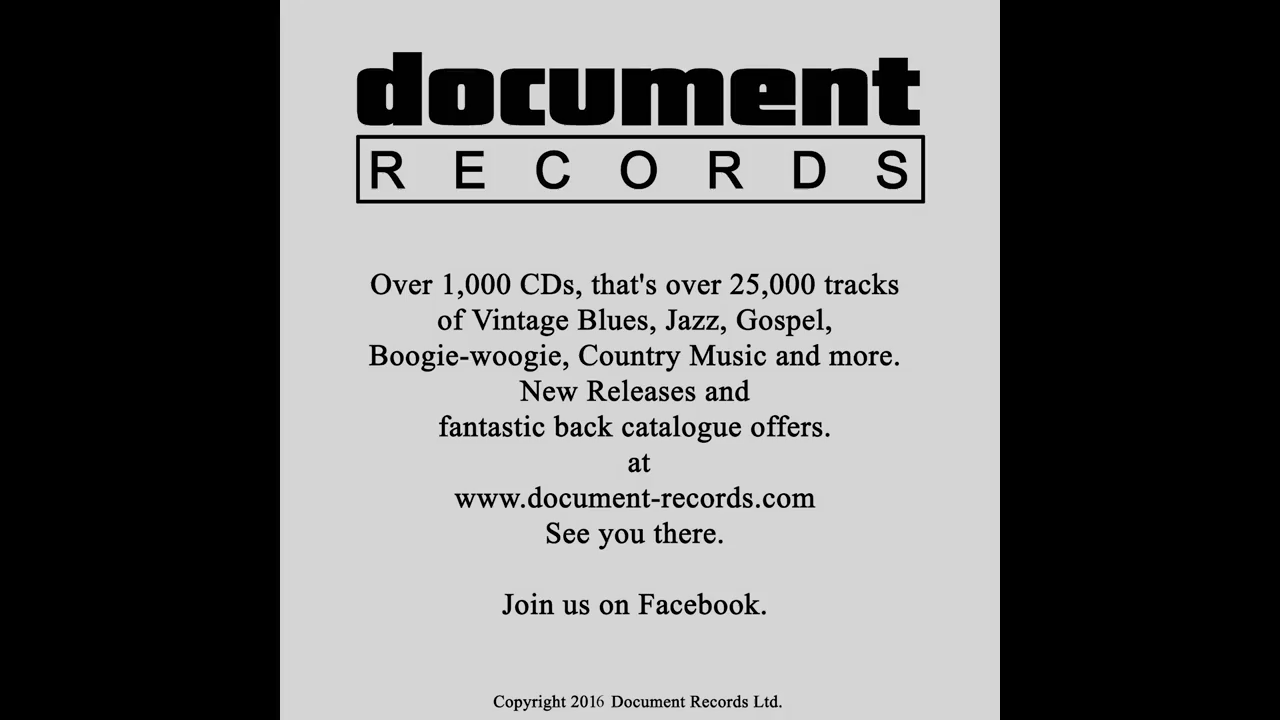 document
RECORDS
Over 1,000 CDs, that's over 25,000 tracks
of Vintage Blues, Jazz, Gospel,
Boogie-woogie, Country Music and more.
New Releases and
fantastic back catalogue offers.
at
www.document-records.com
See you there.
Join us on Facebook.
Copyright 2016 Document Records Ltd.